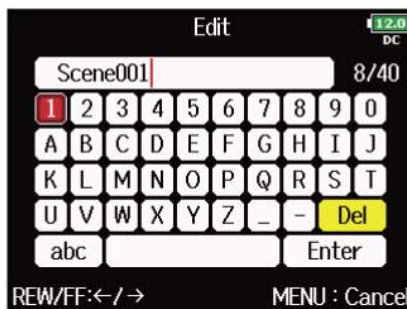 Edit
12.0
DC
Scene001
8/40
1 2 3 4 5 6 7 8 9 0
A B C D E F G H I J
K L M N O P Q R S T
U V W X Y Z _ - Del
abc Enter
REW/FF:←/→ MENU : Cancel